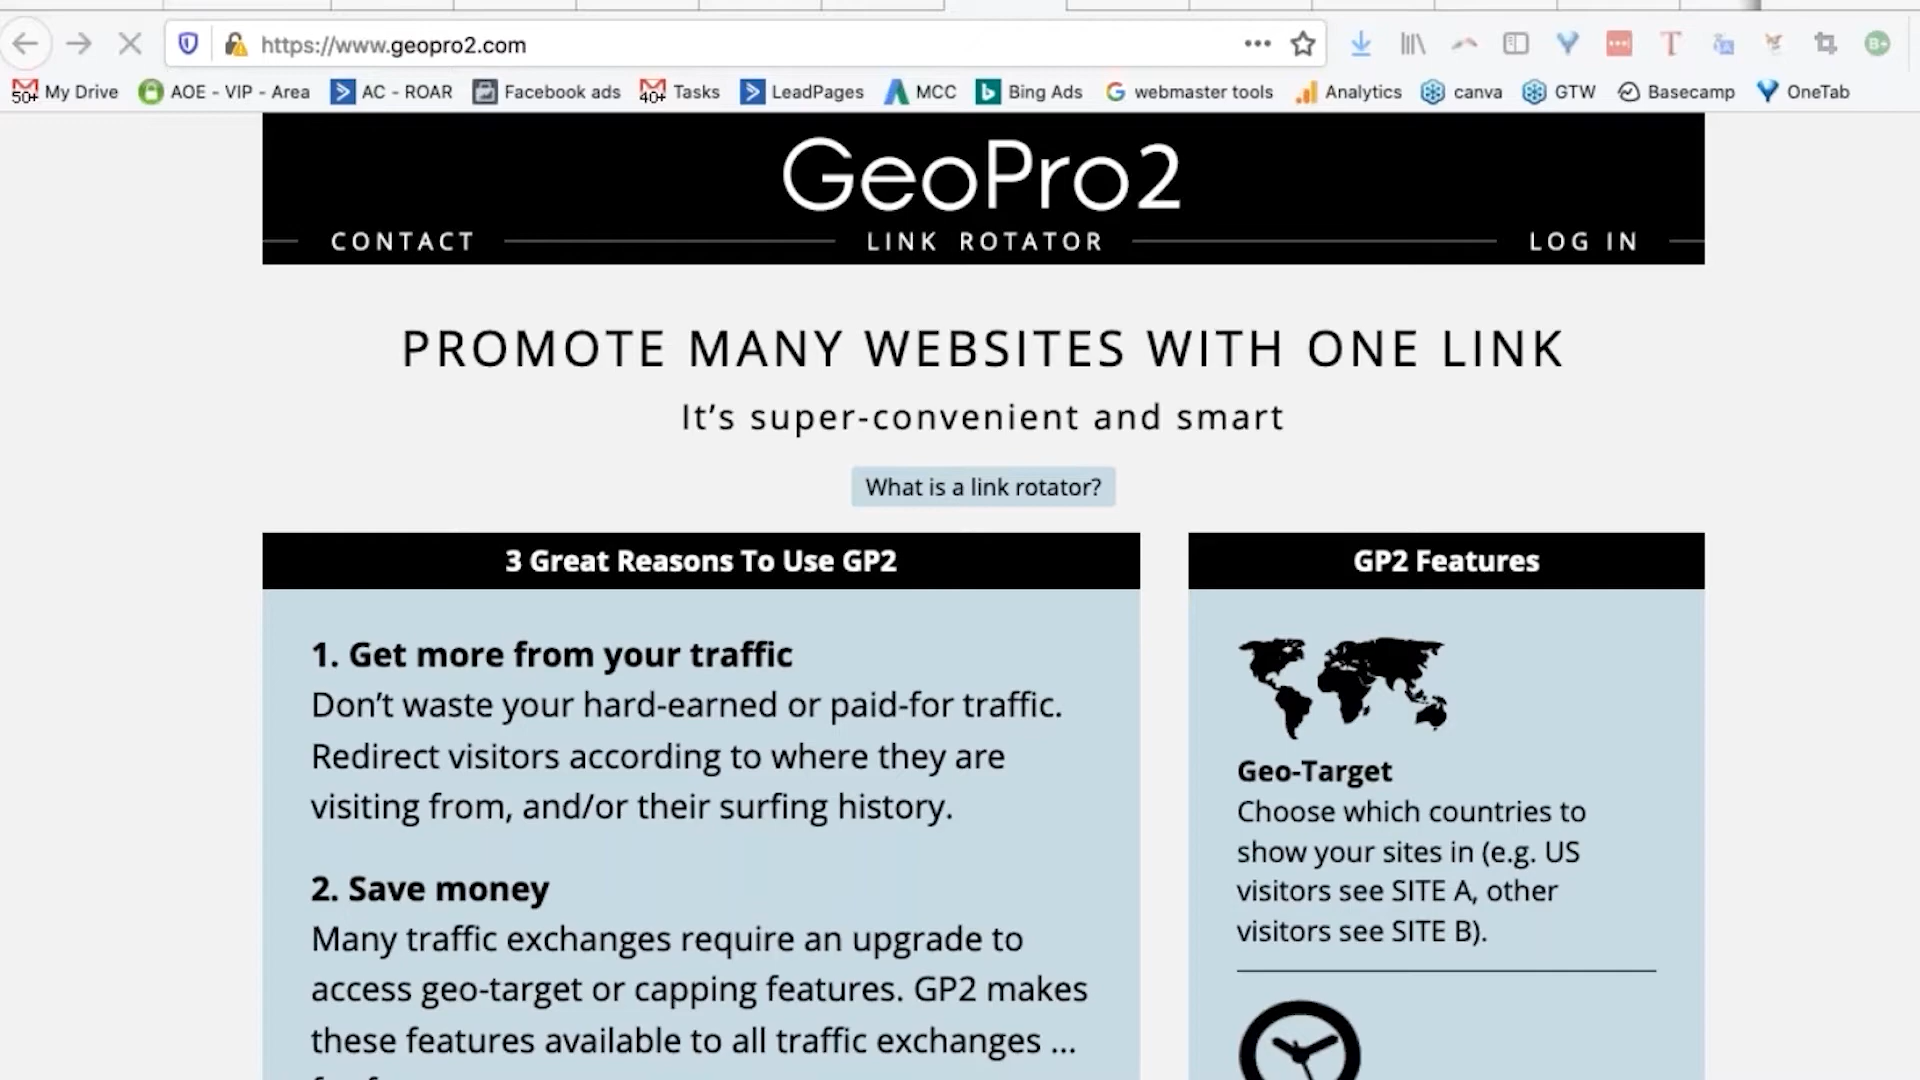 https://www.geopro2.com
50+ My Drive AOE - VIP - Area AC - ROAR Facebook ads 40+ Tasks LeadPages MCC Bing Ads webmaster tools Analytics canva GTW Basecamp OneTab
GeoPro2
CONTACT LINK ROTATOR LOG IN
PROMOTE MANY WEBSITES WITH ONE LINK
It's super-convenient and smart
What is a link rotator?
3 Great Reasons To Use GP2
1. Get more from your traffic
Don't waste your hard-earned or paid-for traffic.
Redirect visitors according to where they are
visiting from, and/or their surfing history.
2. Save money
Many traffic exchanges require an upgrade to
access geo-target or capping features. GP2 makes
these features available to all traffic exchanges ...
GP2 Features
Geo-Target
Choose which countries to
show your sites in (e.g. US
visitors see SITE A, other
visitors see SITE B).